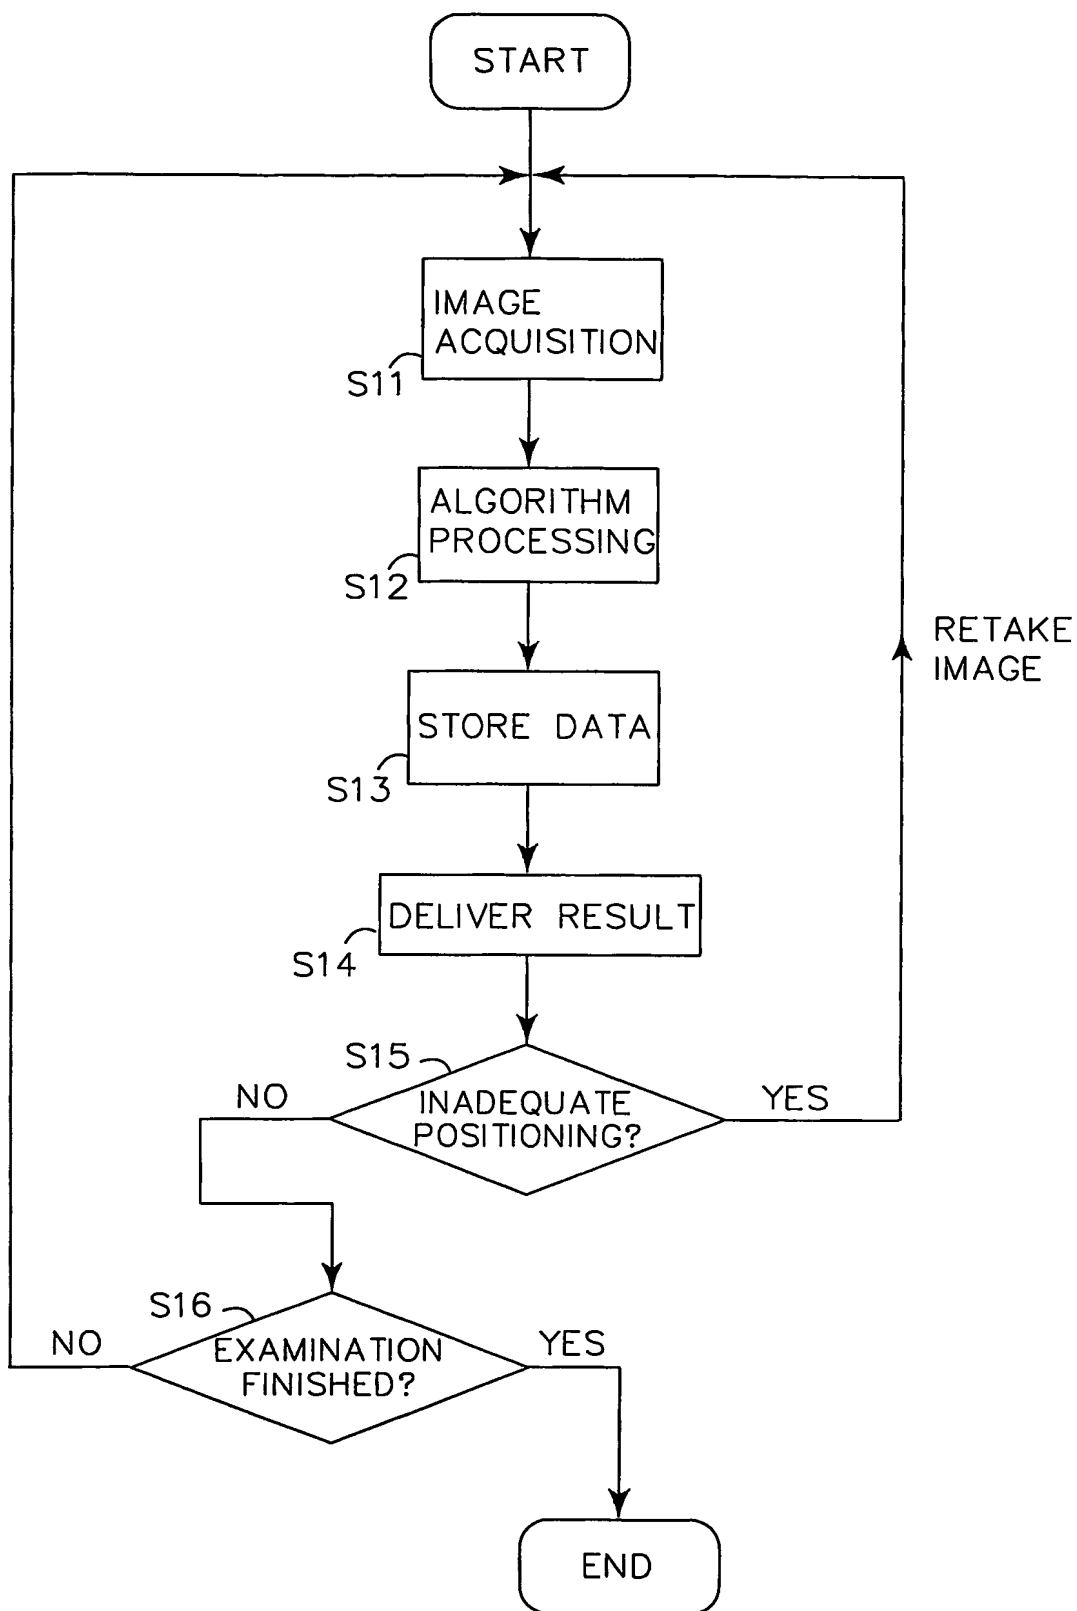 START
IMAGE
ACQUISITION
S11
ALGORITHM
PROCESSING
S12
RETAKE
IMAGE
STORE DATA
S13
DELIVER RESULT
S14
S15
NO
INADEQUATE
POSITIONING?
YES
S16
NO
EXAMINATION
FINISHED?
YES
END